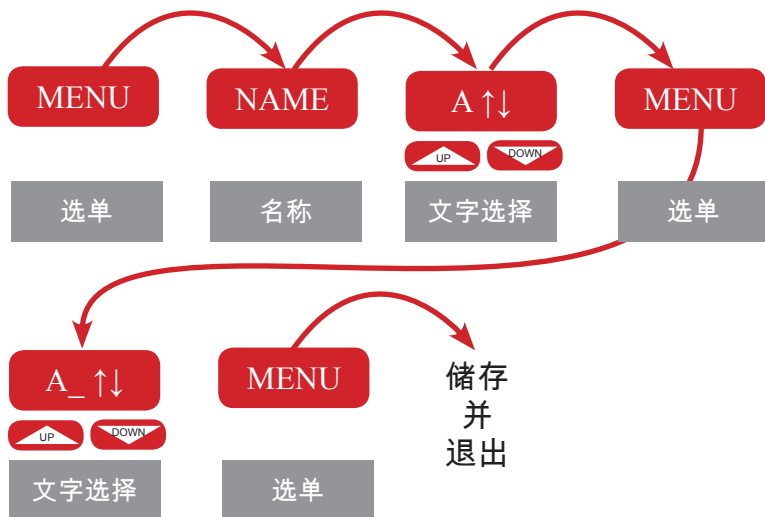 MENU
NAME
A ↑↓
MENU
UP
DOWN
选单
名称
文字选择
选单
A_ ↑↓
MENU
储存
并
退出
UP
DOWN
文字选择
选单